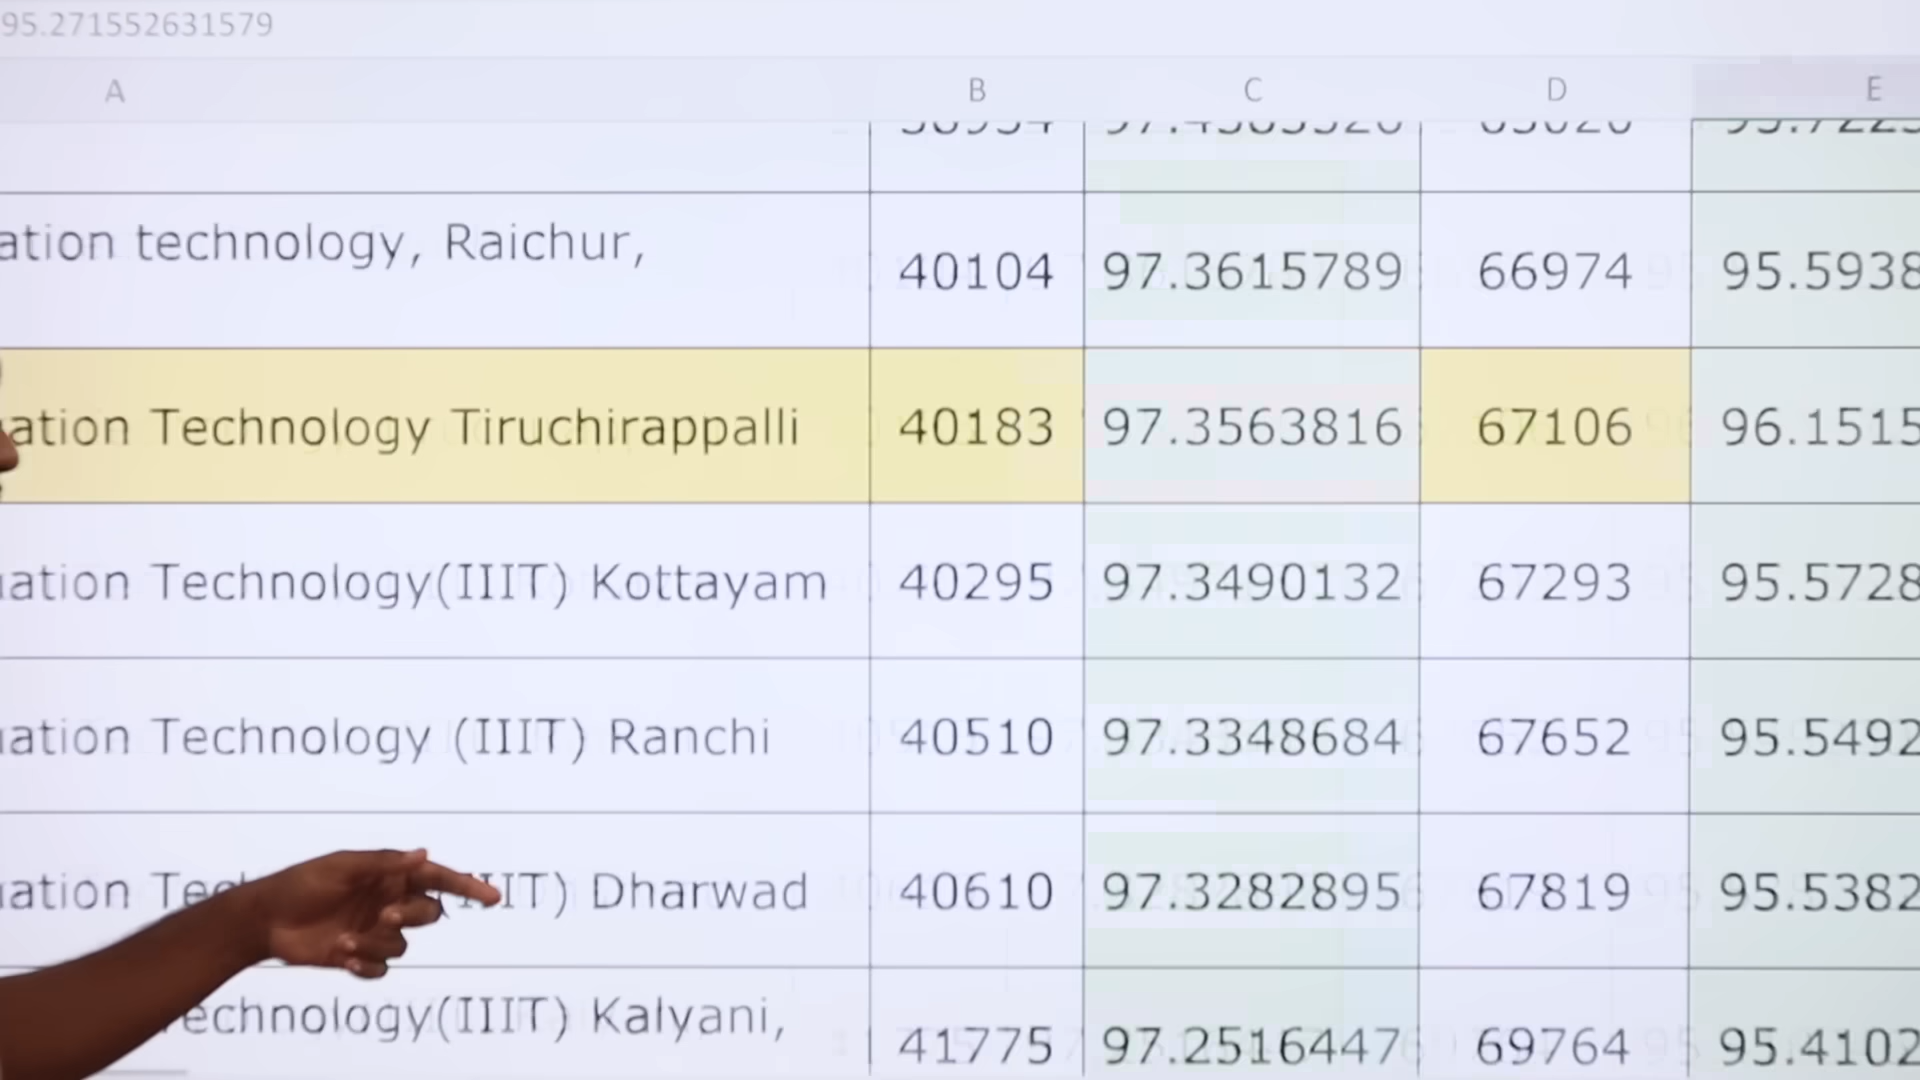 95.271552631579
A B C D E
ation technology, Raichur, 40104 97.3615789 66974 95.5938
ation Technology Tiruchirappalli 40183 97.3563816 67106 96.1515
ation Technology(IIIT) Kottayam 40295 97.3490132 67293 95.5728
ation Technology (IIIT) Ranchi 40510 97.3348684 67652 95.5492
ation IIT) Dharwad 40610 97.3282895 67819 95.5382
echnology(IIIT) Kalyani, 41775 97.2516447 69764 95.4102